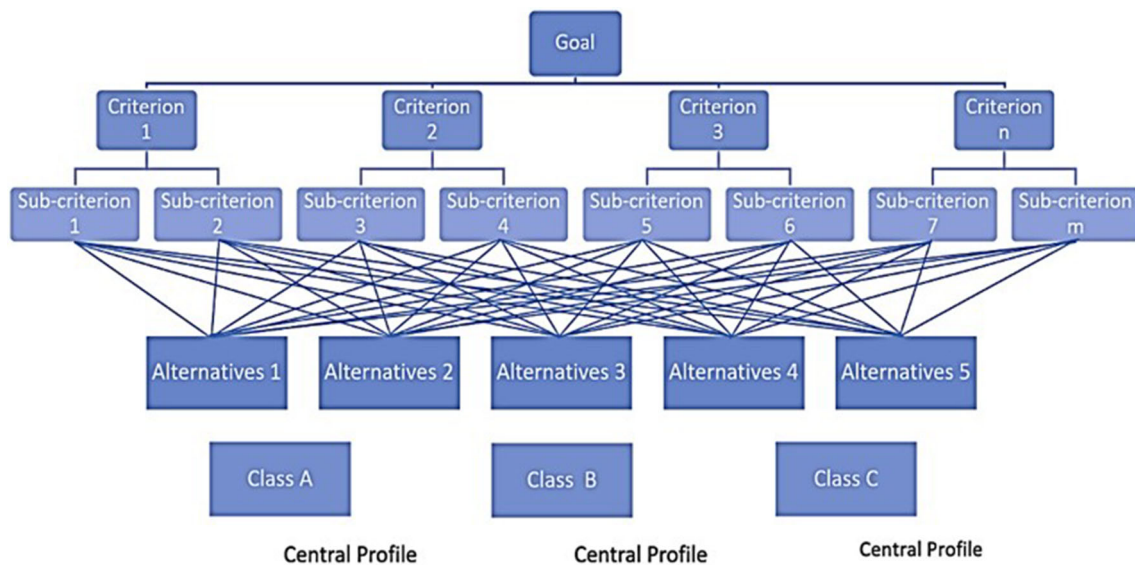 Goal
Criterion
1
Criterion
2
Criterion
3
Criterion
n
Sub-criterion
1
Sub-criterion
2
Sub-criterion
3
Sub-criterion
4
Sub-criterion
5
Sub-criterion
6
Sub-criterion
7
Sub-criterion
m
Alternatives 1
Alternatives 2
Alternatives 3
Alternatives 4
Alternatives 5
Class A
Class B
Class C
Central Profile
Central Profile
Central Profile